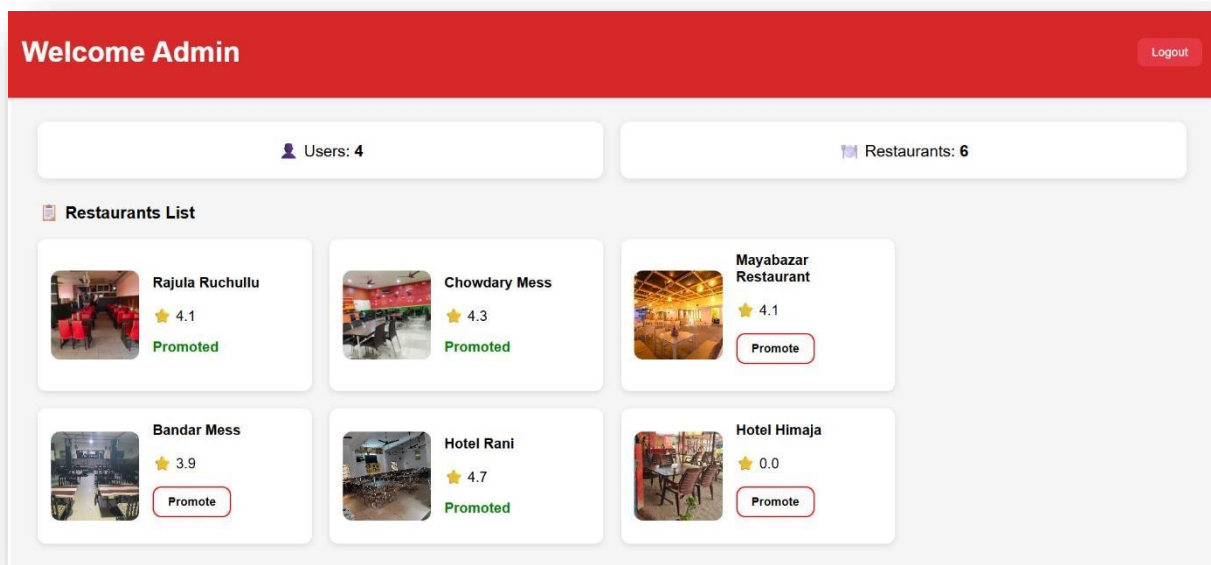 Welcome Admin
Logout
Users: 4
Restaurants: 6
Restaurants List
Rajula Ruchullu
4.1
Promoted
Chowdary Mess
4.3
Promoted
Mayabazar
Restaurant
4.1
Promote
Bandar Mess
3.9
Promote
Hotel Rani
4.7
Promoted
Hotel Himaja
0.0
Promote